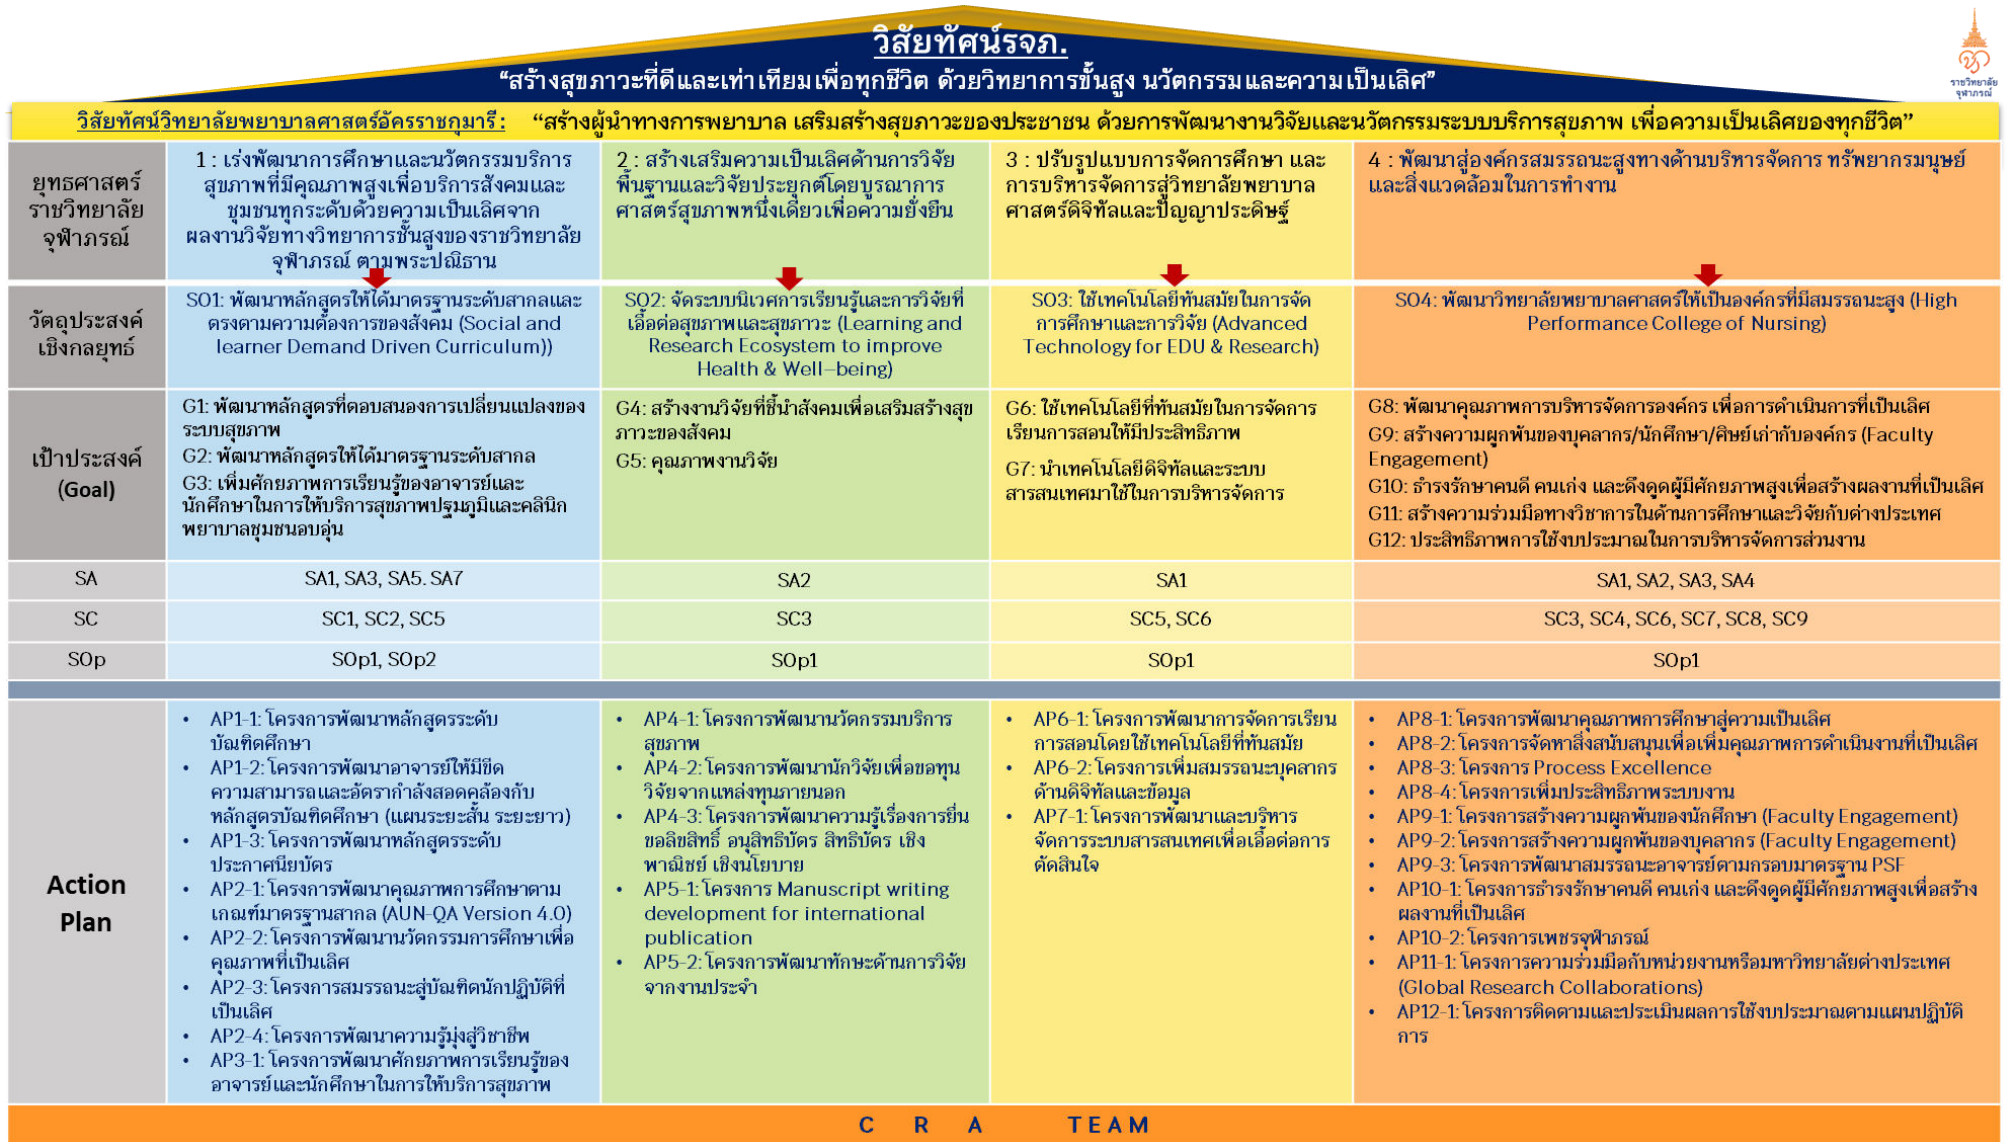 วิสัยทัศน์รจภ.
“สร้างสุขภาวะที่ดีและเท่าเทียมเพื่อทุกชีวิต ด้วยวิทยาการขั้นสูง นวัตกรรมและความเป็นเลิศ”
ราชวิทยาลัย
จุฬาภรณ์
วิสัยทัศน์วิทยาลัยพยาบาลศาสตร์อัครราชกุมารี: “สร้างผู้นำทางการพยาบาล เสริมสร้างสุขภาวะของประชาชน ด้วยการพัฒนางานวิจัยและนวัตกรรมระบบบริการสุขภาพ เพื่อความเป็นเลิศของทุกชีวิต”
ยุทธศาสตร์
ราชวิทยาลัย
จุฬาภรณ์
1 : เร่งพัฒนาการศึกษาและนวัตกรรมบริการ
สุขภาพที่มีคุณภาพสูงเพื่อบริการสังคมและ
ชุมชนทุกระดับด้วยความเป็นเลิศจาก
ผลงานวิจัยทางวิทยาการชั้นสูงของราชวิทยาลัย
จุฬาภรณ์ ตามพระปณิธาน
2 : สร้างเสริมความเป็นเลิศด้านการวิจัย
พื้นฐานและวิจัยประยุกต์โดยบูรณาการ
ศาสตร์สุขภาพหนึ่งเดียวเพื่อความยั่งยืน
3 : ปรับรูปแบบการจัดการศึกษา และ
การบริหารจัดการสู่วิทยาลัยพยาบาล
ศาสตร์ดิจิทัลและปัญญาประดิษฐ์
4 : พัฒนาสู่องค์กรสมรรถนะสูงทางด้านบริหารจัดการ ทรัพยากรมนุษย์
และสิ่งแวดล้อมในการทำงาน
วัตถุประสงค์
เชิงกลยุทธ์
SO1: พัฒนาหลักสูตรให้ได้มาตรฐานระดับสากลและ
ตรงตามความต้องการของสังคม (Social and
learner Demand Driven Curriculum))
SO2: จัดระบบนิเวศการเรียนรู้และการวิจัยที่
เอื้อต่อสุขภาพและสุขภาวะ (Learning and
Research Ecosystem to improve
Health & Well–being)
SO3: ใช้เทคโนโลยีทันสมัยในการจัด
การศึกษาและการวิจัย (Advanced
Technology for EDU & Research)
SO4: พัฒนาวิทยาลัยพยาบาลศาสตร์ให้เป็นองค์กรที่มีสมรรถนะสูง (High
Performance College of Nursing)
เป้าประสงค์
(Goal)
G1: พัฒนาหลักสูตรที่ตอบสนองการเปลี่ยนแปลงของ
ระบบสุขภาพ
G2: พัฒนาหลักสูตรให้ได้มาตรฐานระดับสากล
G3: เพิ่มศักยภาพการเรียนรู้ของอาจารย์และ
นักศึกษาในการให้บริการสุขภาพปฐมภูมิและคลินิก
พยาบาลชุมชนอบอุ่น
G4: สร้างงานวิจัยที่ชี้นำสังคมเพื่อเสริมสร้างสุข
ภาวะของสังคม
G5: คุณภาพงานวิจัย
G6: ใช้เทคโนโลยีที่ทันสมัยในการจัดการ
เรียนการสอนให้มีประสิทธิภาพ
G7: นำเทคโนโลยีดิจิทัลและระบบ
สารสนเทศมาใช้ในการบริหารจัดการ
G8: พัฒนาคุณภาพการบริหารจัดการองค์กร เพื่อการดำเนินการที่เป็นเลิศ
G9: สร้างความผูกพันของบุคลากร/นักศึกษา/ศิษย์เก่ากับองค์กร (Faculty
Engagement)
G10: ธำรงรักษาคนดี คนเก่ง และดึงดูดผู้มีศักยภาพสูงเพื่อสร้างผลงานที่เป็นเลิศ
G11: สร้างความร่วมมือทางวิชาการในด้านการศึกษาและวิจัยกับต่างประเทศ
G12: ประสิทธิภาพการใช้งบประมาณในการบริหารจัดการส่วนงาน
SA
SA1, SA3, SA5. SA7
SA2
SA1
SA1, SA2, SA3, SA4
SC
SC1, SC2, SC5
SC3
SC5, SC6
SC3, SC4, SC6, SC7, SC8, SC9
SOp
SOp1, SOp2
SOp1
SOp1
SOp1
Action
Plan
• AP1-1: โครงการพัฒนาหลักสูตรระดับ
บัณฑิตศึกษา
• AP1-2: โครงการพัฒนาอาจารย์ให้มีขีด
ความสามารถและอัตรากำลังสอดคล้องกับ
หลักสูตรบัณฑิตศึกษา (แผนระยะสั้น ระยะยาว)
• AP1-3: โครงการพัฒนาหลักสูตรระดับ
ประกาศนียบัตร
• AP2-1: โครงการพัฒนาคุณภาพการศึกษาตาม
เกณฑ์มาตรฐานสากล (AUN-QA Version 4.0)
• AP2-2: โครงการพัฒนานวัตกรรมการศึกษาเพื่อ
คุณภาพที่เป็นเลิศ
• AP2-3: โครงการสมรรถนะสู่บัณฑิตนักปฏิบัติที่
เป็นเลิศ
• AP2-4: โครงการพัฒนาความรู้มุ่งสู่วิชาชีพ
• AP3-1: โครงการพัฒนาศักยภาพการเรียนรู้ของ
อาจารย์และนักศึกษาในการให้บริการสุขภาพ
• AP4-1: โครงการพัฒนานวัตกรรมบริการ
สุขภาพ
• AP4-2: โครงการพัฒนานักวิจัยเพื่อขอทุน
วิจัยจากแหล่งทุนภายนอก
• AP4-3: โครงการพัฒนาความรู้เรื่องการยื่น
ขอลิขสิทธิ์ อนุสิทธิบัตร สิทธิบัตร เชิง
พาณิชย์ เชิงนโยบาย
• AP5-1: โครงการ Manuscript writing
development for international
publication
• AP5-2: โครงการพัฒนาทักษะด้านการวิจัย
จากงานประจำ
• AP6-1: โครงการพัฒนาการจัดการเรียน
การสอนโดยใช้เทคโนโลยีที่ทันสมัย
• AP6-2: โครงการเพิ่มสมรรถนะบุคลากร
ด้านดิจิทัลและข้อมูล
• AP7-1: โครงการพัฒนาและบริหาร
จัดการระบบสารสนเทศเพื่อเอื้อต่อการ
ตัดสินใจ
• AP8-1: โครงการพัฒนาคุณภาพการศึกษาสู่ความเป็นเลิศ
• AP8-2: โครงการจัดหาสิ่งสนับสนุนเพื่อเพิ่มคุณภาพการดำเนินงานที่เป็นเลิศ
• AP8-3: โครงการ Process Excellence
• AP8-4: โครงการเพิ่มประสิทธิภาพระบบงาน
• AP9-1: โครงการสร้างความผูกพันของนักศึกษา (Faculty Engagement)
• AP9-2: โครงการสร้างความผูกพันของบุคลากร (Faculty Engagement)
• AP9-3: โครงการพัฒนาสมรรถนะอาจารย์ตามกรอบมาตรฐาน PSF
• AP10-1: โครงการธำรงรักษาคนดี คนเก่ง และดึงดูดผู้มีศักยภาพสูงเพื่อสร้าง
ผลงานที่เป็นเลิศ
• AP10-2: โครงการเพชรจุฬาภรณ์
• AP11-1: โครงการความร่วมมือกับหน่วยงานหรือมหาวิทยาลัยต่างประเทศ
(Global Research Collaborations)
• AP12-1: โครงการติดตามและประเมินผลการใช้งบประมาณตามแผนปฏิบัติ
การ
C R A TEAM